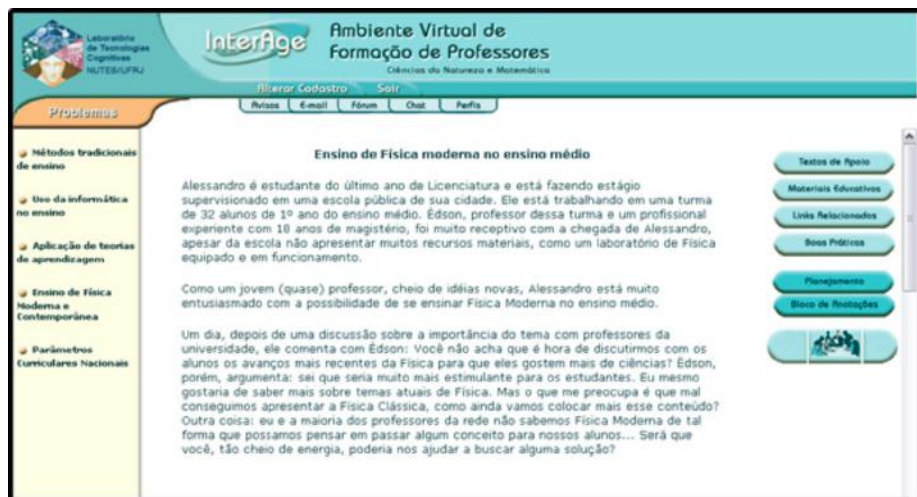 Laboratório
de Tecnologias
Cognitivas
NUTES/UFRJ
InterAge
Ambiente Virtual de
Formação de Professores
Ciências da Natureza e Matemática
Alterar Cadastro Sair
Avisos E-mail Fórum Chat Perfis
Problemas
Métodos tradicionais
de ensino
Uso da informática
no ensino
Aplicação de teorias
de aprendizagem
Ensino de Física
Moderna e
Contemporânea
Parâmetros
Curriculares Nacionais
Ensino de Física moderna no ensino médio
Alessandro é estudante do último ano de Licenciatura e está fazendo estágio
supervisionado em uma escola pública de sua cidade. Ele está trabalhando em uma turma
de 32 alunos de 1º ano do ensino médio. Édson, professor dessa turma e um profissional
experiente com 18 anos de magistério, foi muito receptivo com a chegada de Alessandro,
apesar da escola não apresentar muitos recursos materiais, como um laboratório de Física
equipado e em funcionamento.
Como um jovem (quase) professor, cheio de idéias novas, Alessandro está muito
entusiasmado com a possibilidade de se ensinar Física Moderna no ensino médio.
Um dia, depois de uma discussão sobre a importância do tema com professores da
universidade, ele comenta com Édson: Você não acha que é hora de discutirmos com os
alunos os avanços mais recentes da Física para que eles gostem mais de ciências? Édson,
porém, argumenta: sei que seria muito mais estimulante para os estudantes. Eu mesmo
gostaria de saber mais sobre temas atuais de Física. Mas o que me preocupa é que mal
conseguimos apresentar a Física Clássica, como ainda vamos colocar mais esse conteúdo?
Outra coisa: eu e a maioria dos professores da rede não sabemos Física Moderna de tal
forma que possamos pensar em passar algum conceito para nossos alunos... Será que
você, tão cheio de energia, poderia nos ajudar a buscar alguma solução?
Textos de Apoio
Materiais Educativos
Links Relacionados
Boas Práticas
Planejamento
Bloco de Anotações